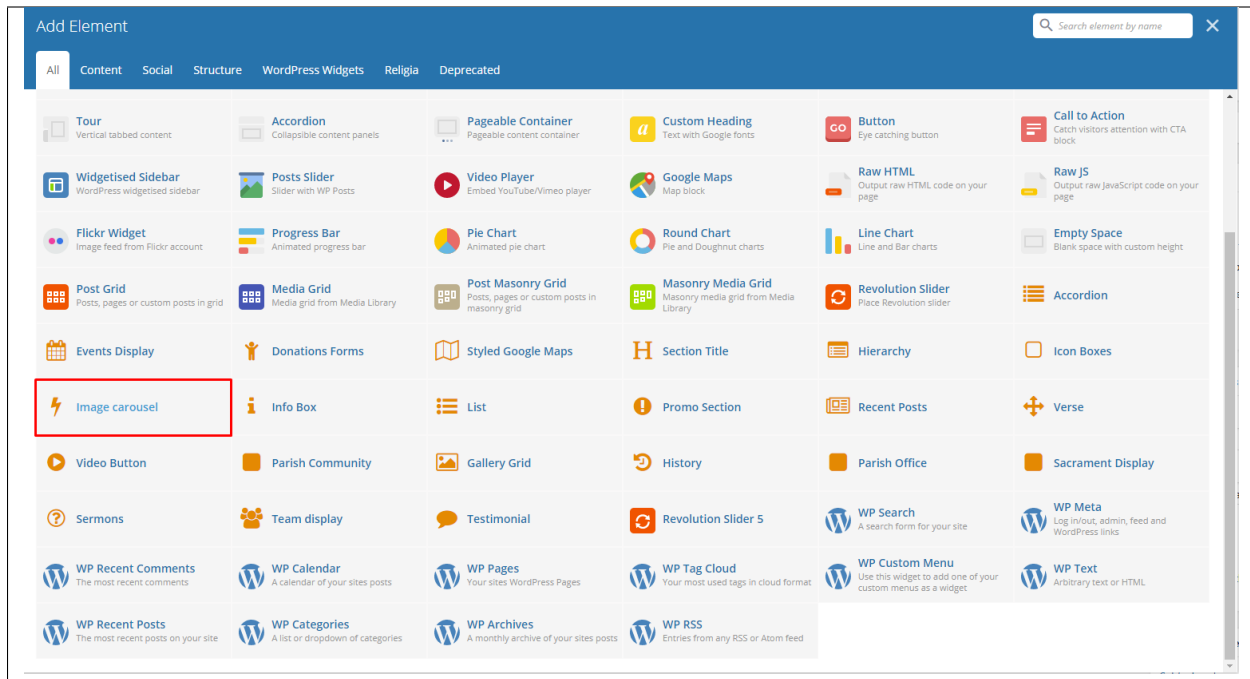 Add Element
Search element by name
All Content Social Structure WordPress Widgets Religia Deprecated
Tour
Vertical tabbed content
Accordion
Collapsible content panels
Pageable Container
Pageable content container
Custom Heading
Text with Google fonts
Button
Eye catching button
Call to Action
Catch visitors attention with CTA
block
Widgetised Sidebar
WordPress widgetised sidebar
Posts Slider
Slider with WP Posts
Video Player
Embed YouTube/Vimeo player
Google Maps
Map block
Raw HTML
Output raw HTML code on your
page
Raw JS
Output raw JavaScript code on your
page
Flickr Widget
Image feed from Flickr account
Progress Bar
Animated progress bar
Pie Chart
Animated pie chart
Round Chart
Pie and Doughnut charts
Line Chart
Line and Bar charts
Empty Space
Blank space with custom height
Post Grid
Posts, pages or custom posts in grid
Media Grid
Media grid from Media Library
Post Masonry Grid
Posts, pages or custom posts in
masonry grid
Masonry Media Grid
Masonry media grid from Media
Library
Revolution Slider
Place Revolution slider
Accordion
Events Display
Donations Forms
Styled Google Maps
H Section Title
Hierarchy
Icon Boxes
Image carousel
Info Box
List
Promo Section
Recent Posts
Verse
Video Button
Parish Community
Gallery Grid
History
Parish Office
Sacrament Display
Sermons
Team display
Testimonial
Revolution Slider 5
WP Search
A search form for your site
WP Meta
Log in/out, admin, feed and
WordPress links
WP Recent Comments
The most recent comments
WP Calendar
A calendar of your sites posts
WP Pages
Your sites WordPress Pages
WP Tag Cloud
Your most used tags in cloud format
WP Custom Menu
Use this widget to add one of your
custom menus as a widget
WP Text
Arbitrary text or HTML
WP Recent Posts
The most recent posts on your site
WP Categories
A list or dropdown of categories
WP Archives
A monthly archive of your sites posts
WP RSS
Entries from any RSS or Atom feed